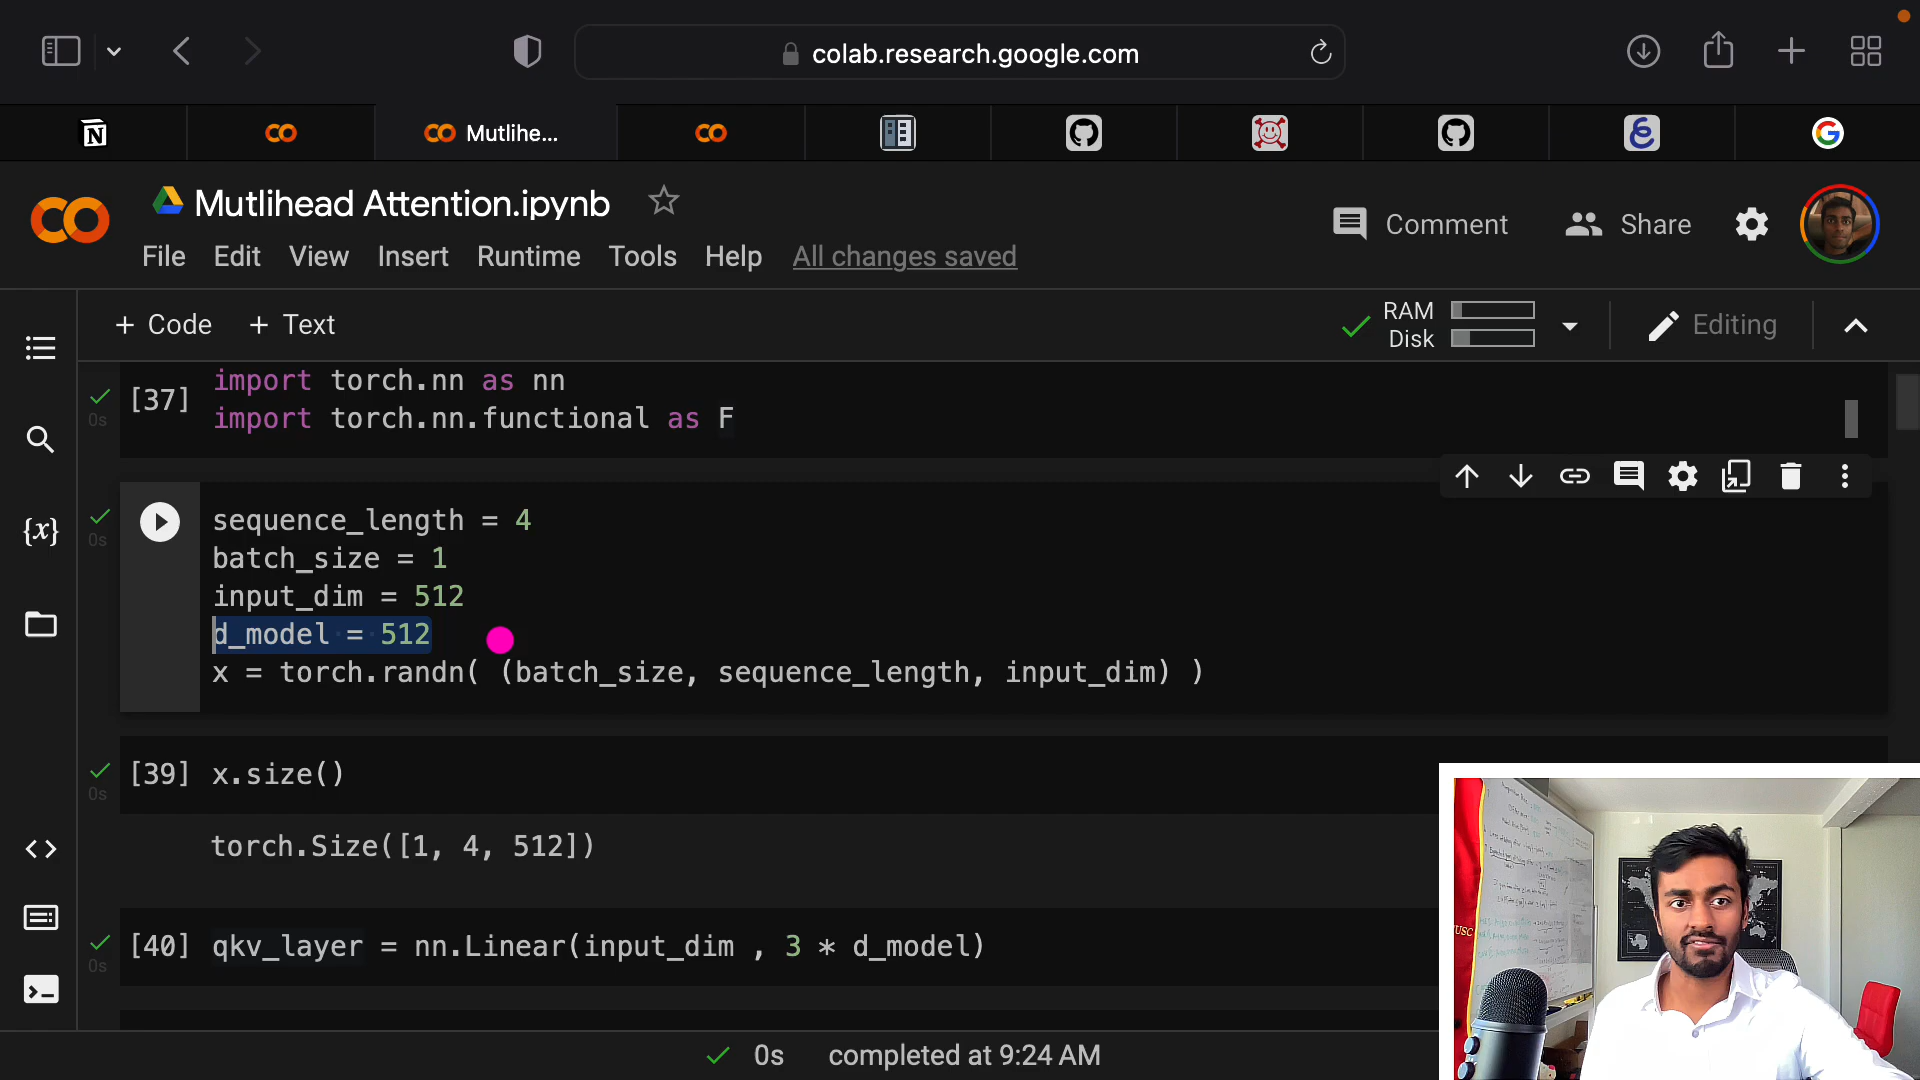 colab.research.google.com
Mutlihe...
Mutlihead Attention.ipynb
Comment
Share
File Edit View Insert Runtime Tools Help All changes saved
+ Code + Text
RAM
Disk
Editing
[37] import torch.nn as nn
0s
import torch.nn.functional as F
sequence_length = 4
0s
batch_size = 1
input_dim = 512
d_model = 512
x = torch.randn( (batch_size, sequence_length, input_dim) )
[39] x.size()
0s
torch.Size([1, 4, 512])
[40] qkv_layer = nn.Linear(input_dim , 3 * d_model)
0s
0s completed at 9:24 AM
USC